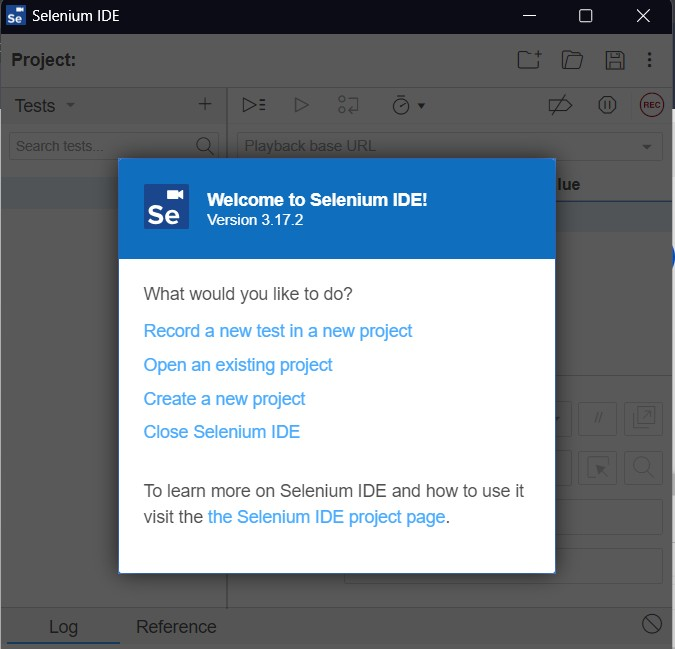 Se Selenium IDE
Project:
Tests
Search tests...
Playback base URL
REC
lue
Se
Welcome to Selenium IDE!
Version 3.17.2
What would you like to do?
Record a new test in a new project
Open an existing project
Create a new project
Close Selenium IDE
To learn more on Selenium IDE and how to use it
visit the the Selenium IDE project page.
//
Log
Reference